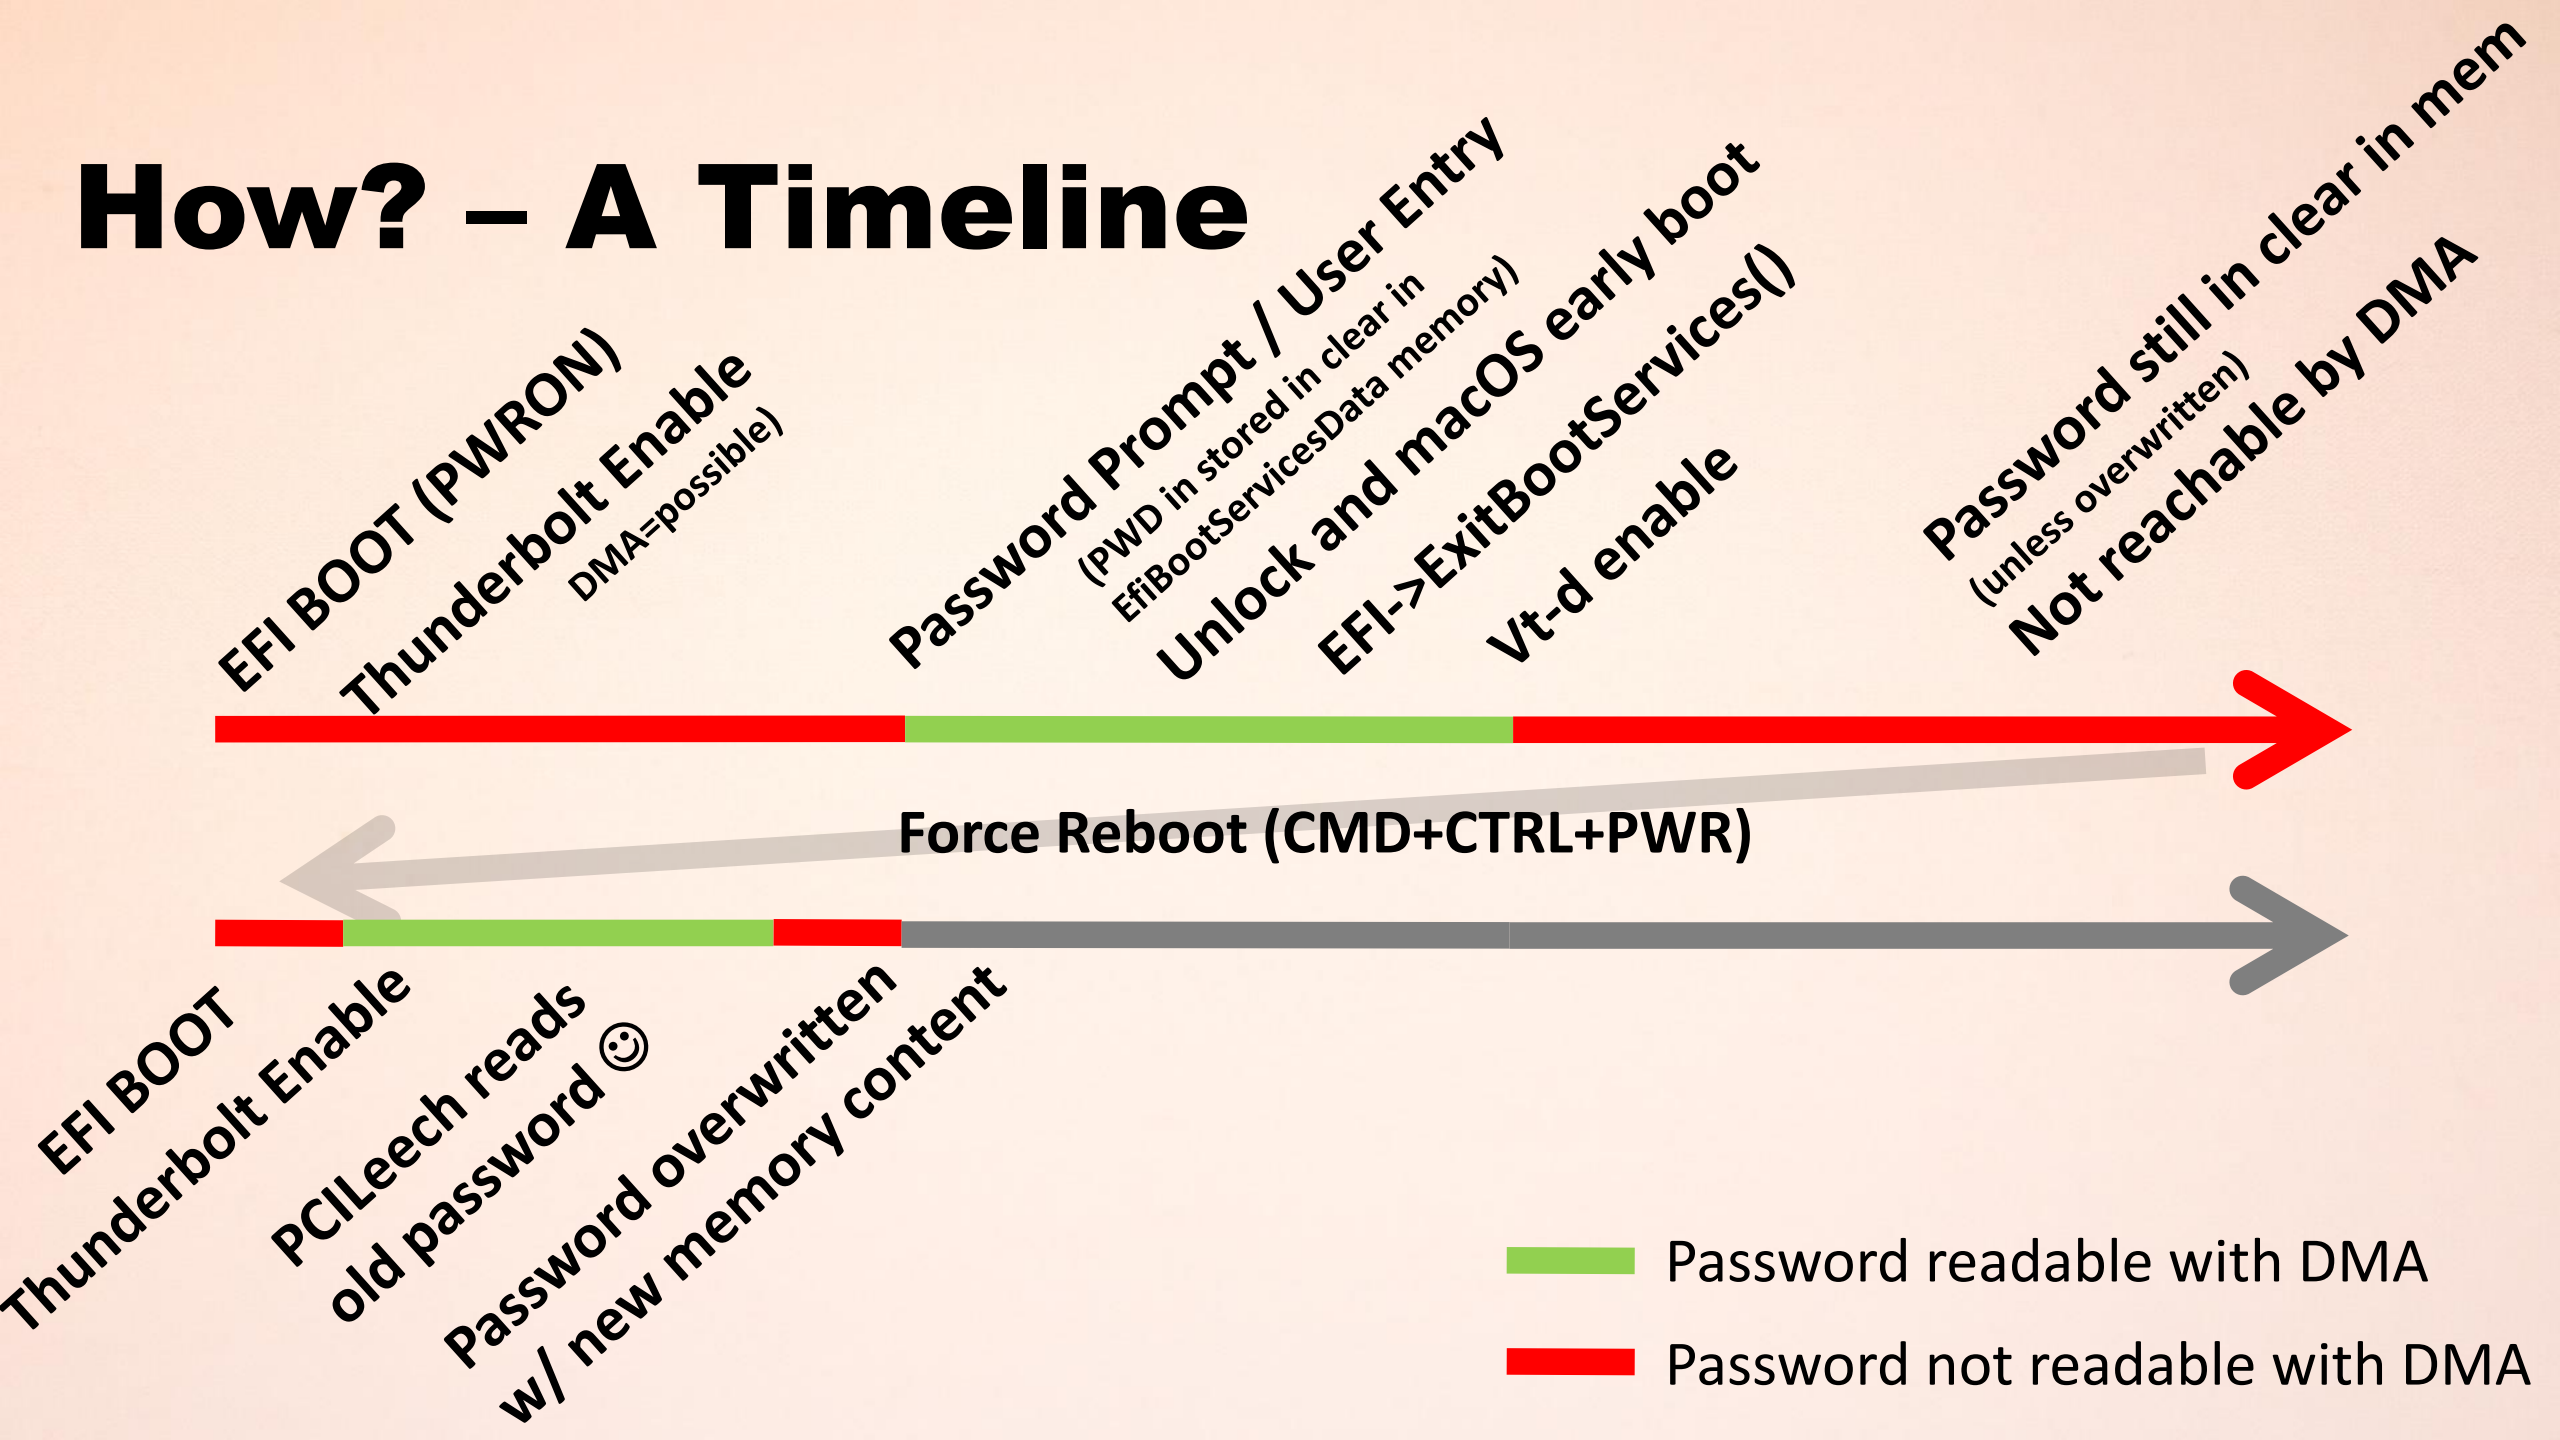 How? – A Timeline
EFI BOOT (PWRON)
Thunderbolt Enable
DMA=possible)
Password Prompt / User Entry
(PWD in stored in clear in
EfiBootServicesData memory)
Unlock and macOS early boot
EFI->ExitBootServices()
Vt-d enable
Password still in clear in mem
(unless overwritten)
Not reachable by DMA
Force Reboot (CMD+CTRL+PWR)
EFI BOOT
Thunderbolt Enable
PCILeech reads
old password ☺
Password overwritten
w/ new memory content
Password readable with DMA
Password not readable with DMA